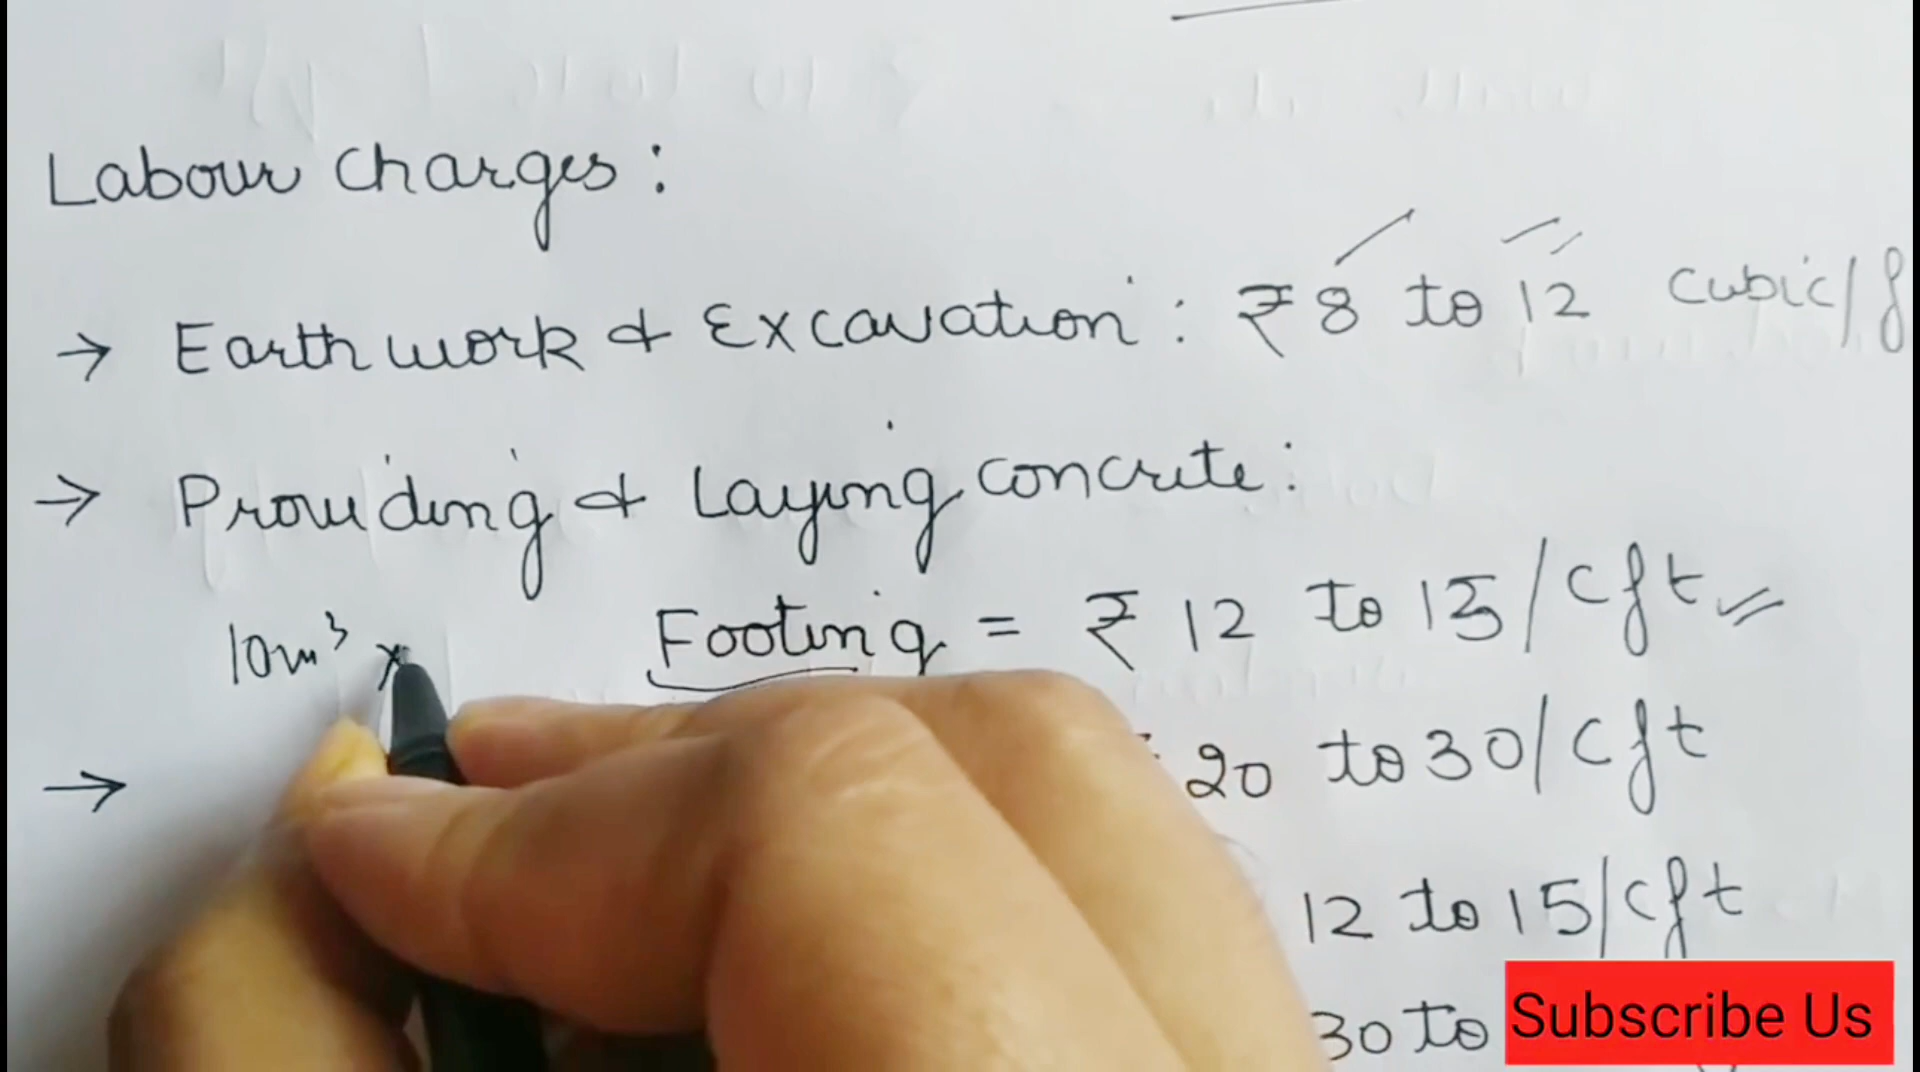 Labour charges:
→ Earthwork & Excavation: ₹8 to 12 cubic/f
→ Providing & Laying concrete:
10m³ x
Footing = ₹ 12 to 15/cft
20 to 30/cft
→
12 to 15/cft
30 to
Subscribe Us